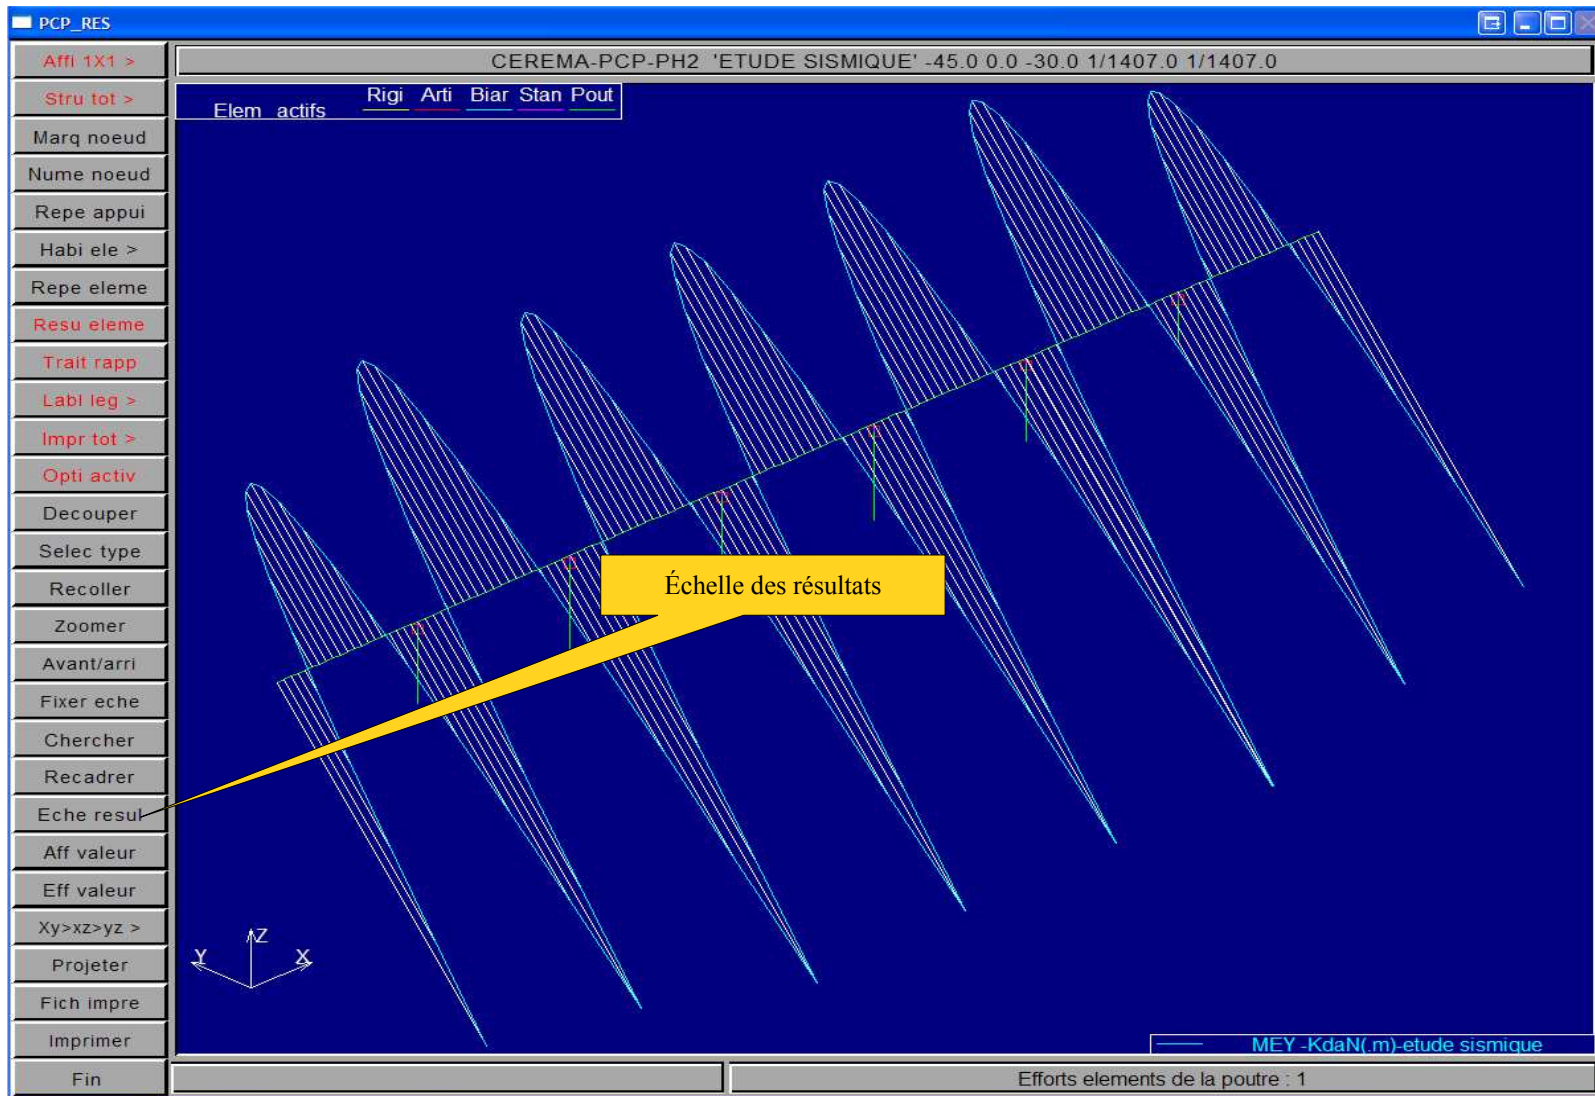 PCP_RES
Affi 1X1 >
Stru tot >
Marq noeud
Nume noeud
Repe appui
Habi ele >
Repe eleme
Resu eleme
Trait rapp
Labl leg >
Impr tot >
Opti activ
Decouper
Selec type
Recoller
Zoomer
Avant/arri
Fixer eche
Chercher
Recadrer
Eche resul
Aff valeur
Eff valeur
Xy>xz>yz >
Projeter
Fich impre
Imprimer
Fin
CEREMA-PCP-PH2 'ETUDE SISMIQUE' -45.0 0.0 -30.0 1/1407.0 1/1407.0
Elem actifs Rigi Arti Biar Stan Pout
Échelle des résultats
Z
Y X
MEY -KdaN(.m)-etude sismique
Efforts elements de la poutre : 1